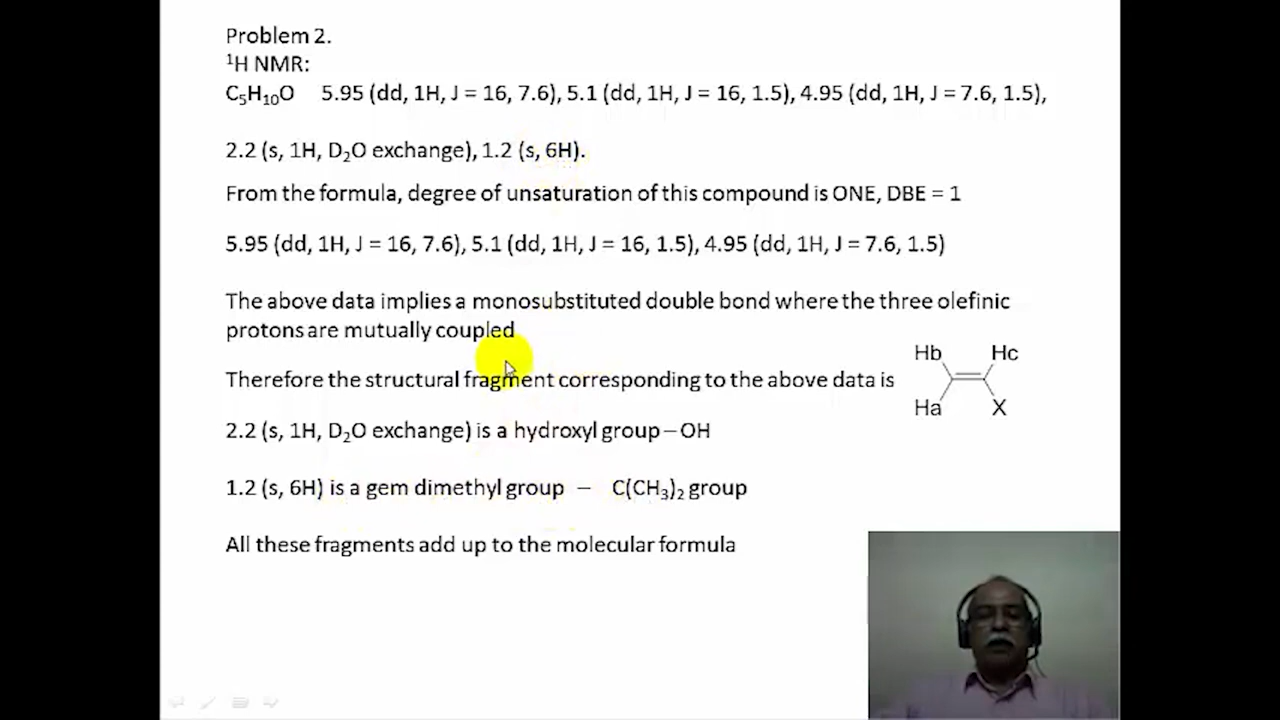 Problem 2.
¹H NMR:
C₅H₁₀O 5.95 (dd, 1H, J = 16, 7.6), 5.1 (dd, 1H, J = 16, 1.5), 4.95 (dd, 1H, J = 7.6, 1.5),
2.2 (s, 1H, D₂O exchange), 1.2 (s, 6H).
From the formula, degree of unsaturation of this compound is ONE, DBE = 1
5.95 (dd, 1H, J = 16, 7.6), 5.1 (dd, 1H, J = 16, 1.5), 4.95 (dd, 1H, J = 7.6, 1.5)
The above data implies a monosubstituted double bond where the three olefinic
protons are mutually coupled
Therefore the structural fragment corresponding to the above data is
Hb Hc
Ha X
2.2 (s, 1H, D₂O exchange) is a hydroxyl group – OH
1.2 (s, 6H) is a gem dimethyl group – C(CH₃)₂ group
All these fragments add up to the molecular formula